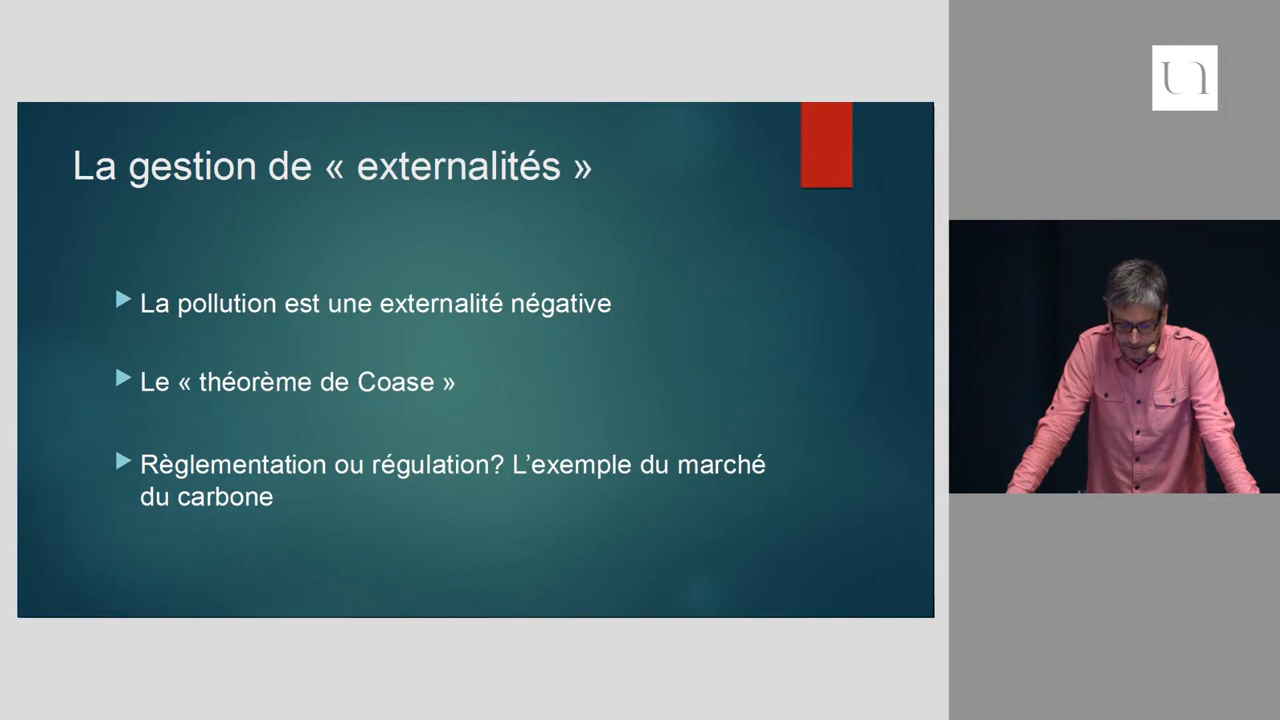 La gestion de « externalités »
La pollution est une externalité négative
Le « théorème de Coase »
Règlementation ou régulation? L’exemple du marché
du carbone